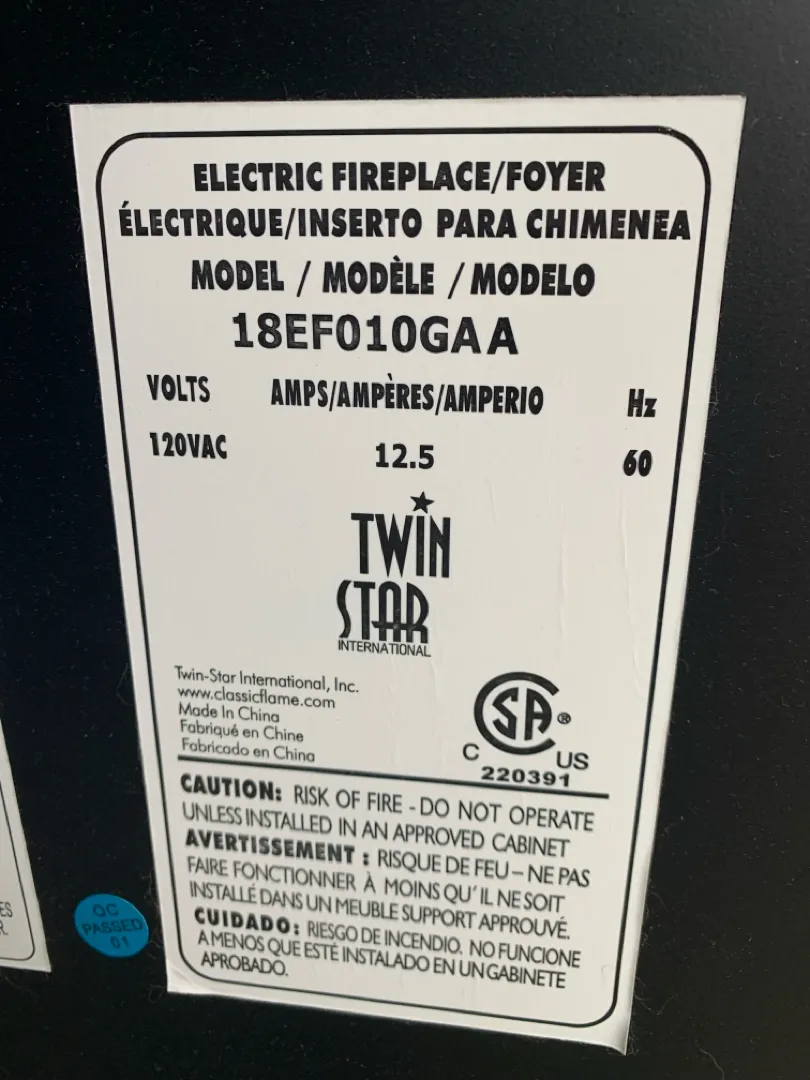 ELECTRIC FIREPLACE/FOYER
ÉLECTRIQUE/INSERTO PARA CHIMENEA
MODEL / MODÈLE / MODELO
18EF010GAA
VOLTS AMPS/AMPÈRES/AMPERIO Hz
120VAC 12.5 60
TWIN
STAR
INTERNATIONAL
Twin-Star International, Inc.
www.classicflame.com
Made In China
Fabriqué en Chine
Fabricado en China
SA®
C US
220391
CAUTION: RISK OF FIRE - DO NOT OPERATE
UNLESS INSTALLED IN AN APPROVED CABINET
AVERTISSEMENT : RISQUE DE FEU – NE PAS
FAIRE FONCTIONNER À MOINS QU' IL NE SOIT
INSTALLÉ DANS UN MEUBLE SUPPORT APPROUVÉ.
CUIDADO: RIESGO DE INCENDIO. NO FUNCIONE
A MENOS QUE ESTÉ INSTALADO EN UN GABINETE
APROBADO.
QC
PASSED
01